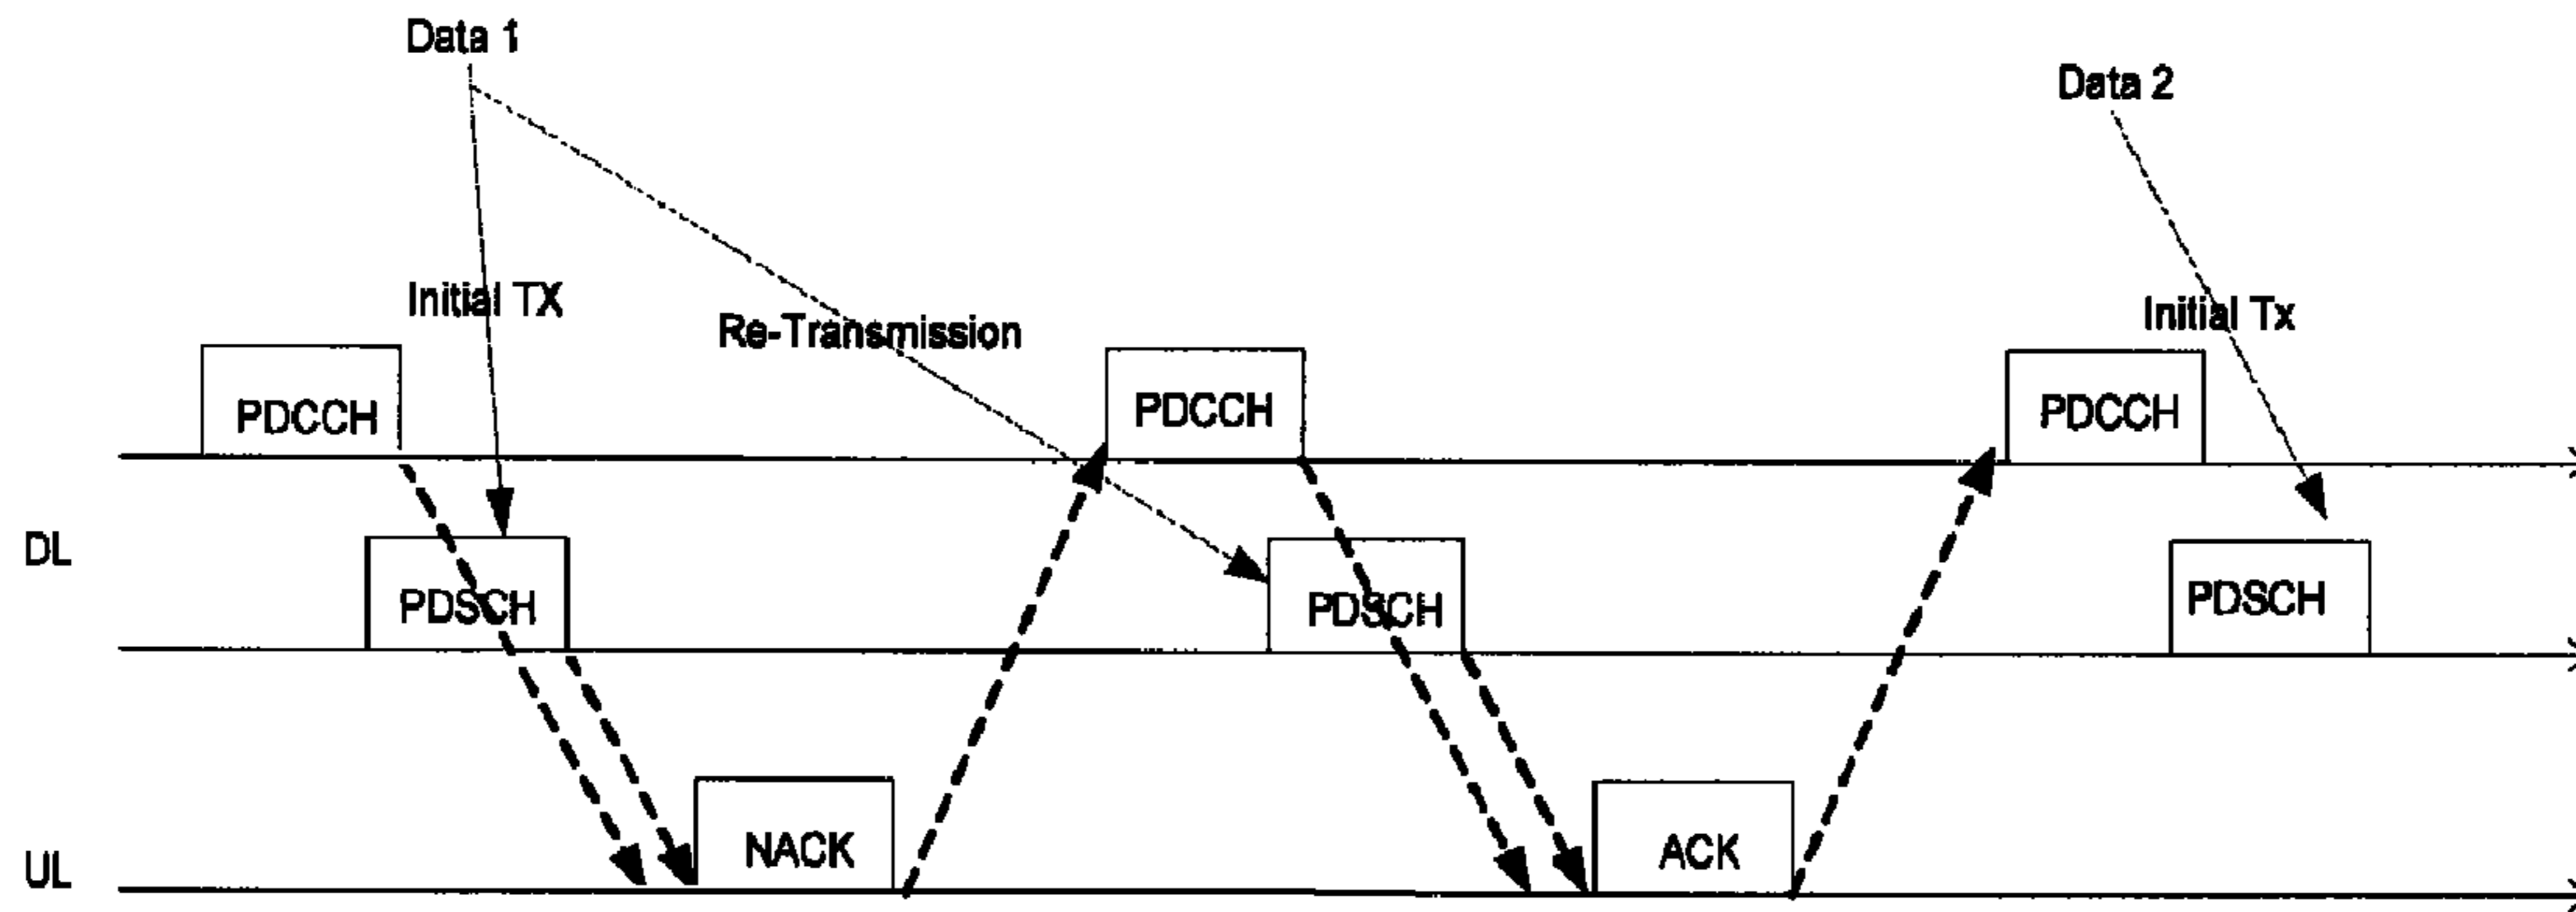 Data 1
Data 2
Initial TX
Re-Transmission
Initial Tx
PDCCH
PDCCH
PDCCH
DL
PDSCH
PDSCH
PDSCH
UL
NACK
ACK